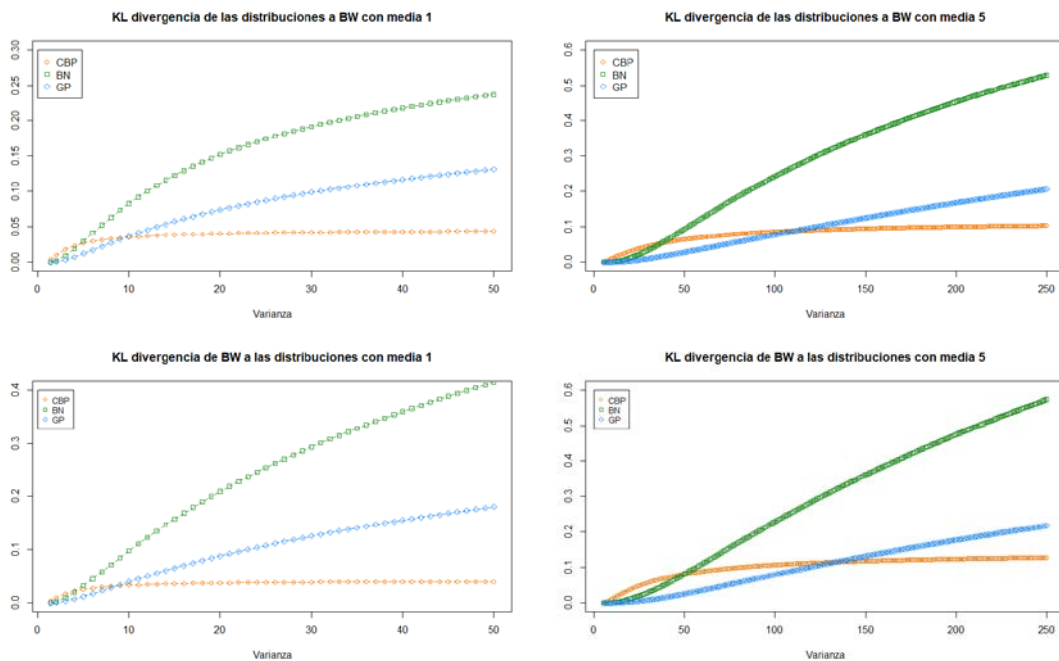 KL divergencia de las distribuciones a BW con media 1
0.30
0.25
0.20
0.15
0.10
0.05
0.00
CBP
BN
GP
0 10 20 30 40 50
Varianza
KL divergencia de las distribuciones a BW con media 5
0.6
0.5
0.4
0.3
0.2
0.1
0.0
CBP
BN
GP
0 50 100 150 200 250
Varianza
KL divergencia de BW a las distribuciones con media 1
0.4
0.3
0.2
0.1
0.0
CBP
BN
GP
0 10 20 30 40 50
Varianza
KL divergencia de BW a las distribuciones con media 5
0.6
0.5
0.4
0.3
0.2
0.1
0.0
CBP
BN
GP
0 50 100 150 200 250
Varianza